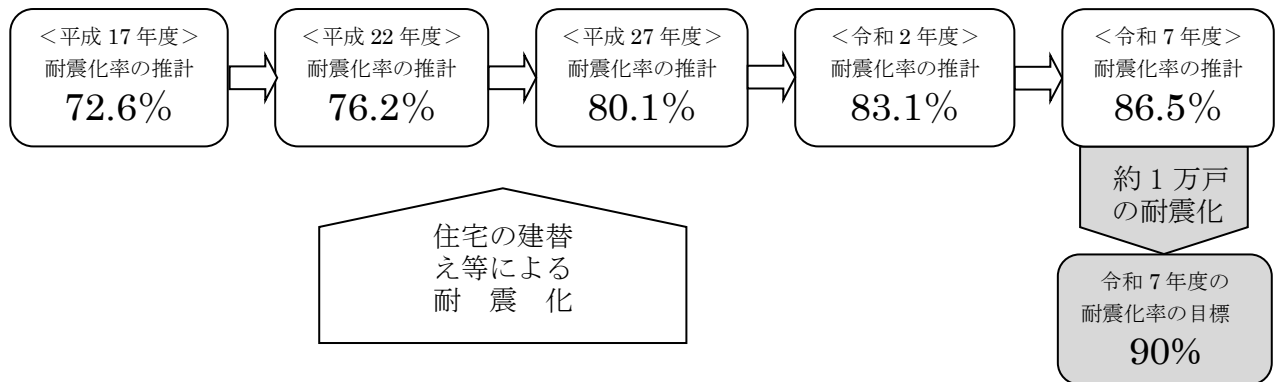 ＜平成 17 年度＞
耐震化率の推計
72.6%
＜平成 22 年度＞
耐震化率の推計
76.2%
＜平成 27 年度＞
耐震化率の推計
80.1%
＜令和 2 年度＞
耐震化率の推計
83.1%
＜令和 7 年度＞
耐震化率の推計
86.5%
約 1 万戸
の耐震化
住宅の建替
え等による
耐 震 化
令和 7 年度の
耐震化率の目標
90%